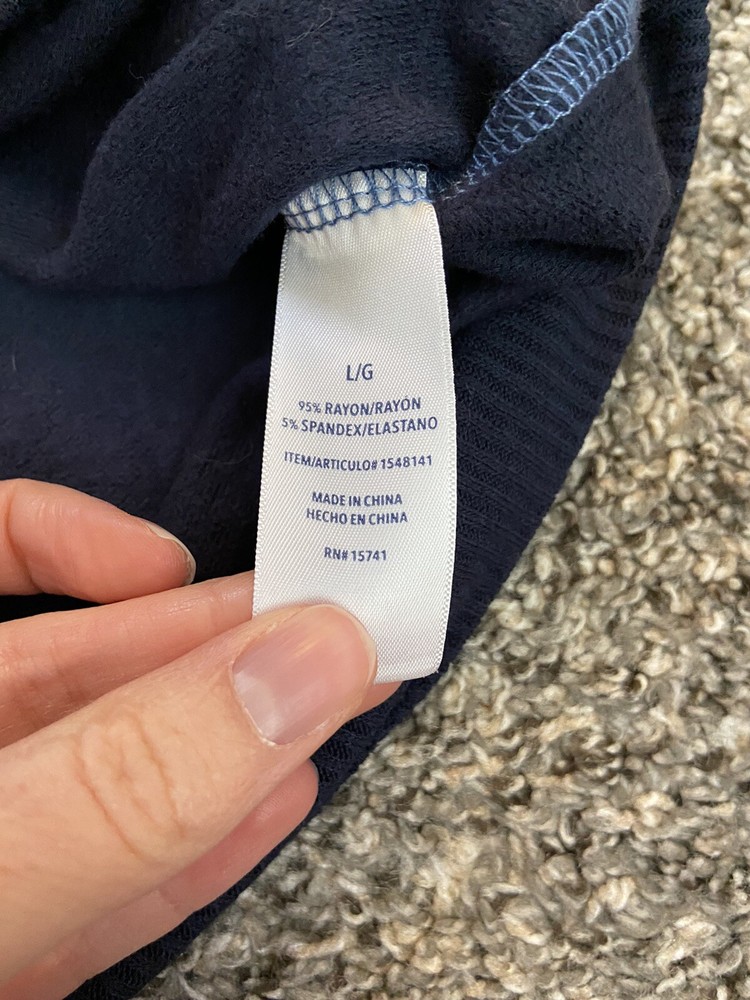 L/G
95% RAYON/RAYÓN
5% SPANDEX/ELASTANO
ITEM/ARTICULO# 1548141
MADE IN CHINA
HECHO EN CHINA
RN# 15741